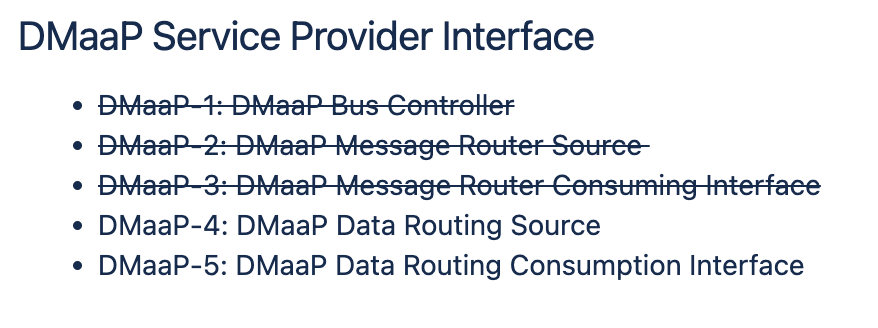 DMaaP Service Provider Interface
• DMaaP-1: DMaaP Bus Controller
• DMaaP-2: DMaaP Message Router Source
• DMaaP-3: DMaaP Message Router Consuming Interface
• DMaaP-4: DMaaP Data Routing Source
• DMaaP-5: DMaaP Data Routing Consumption Interface